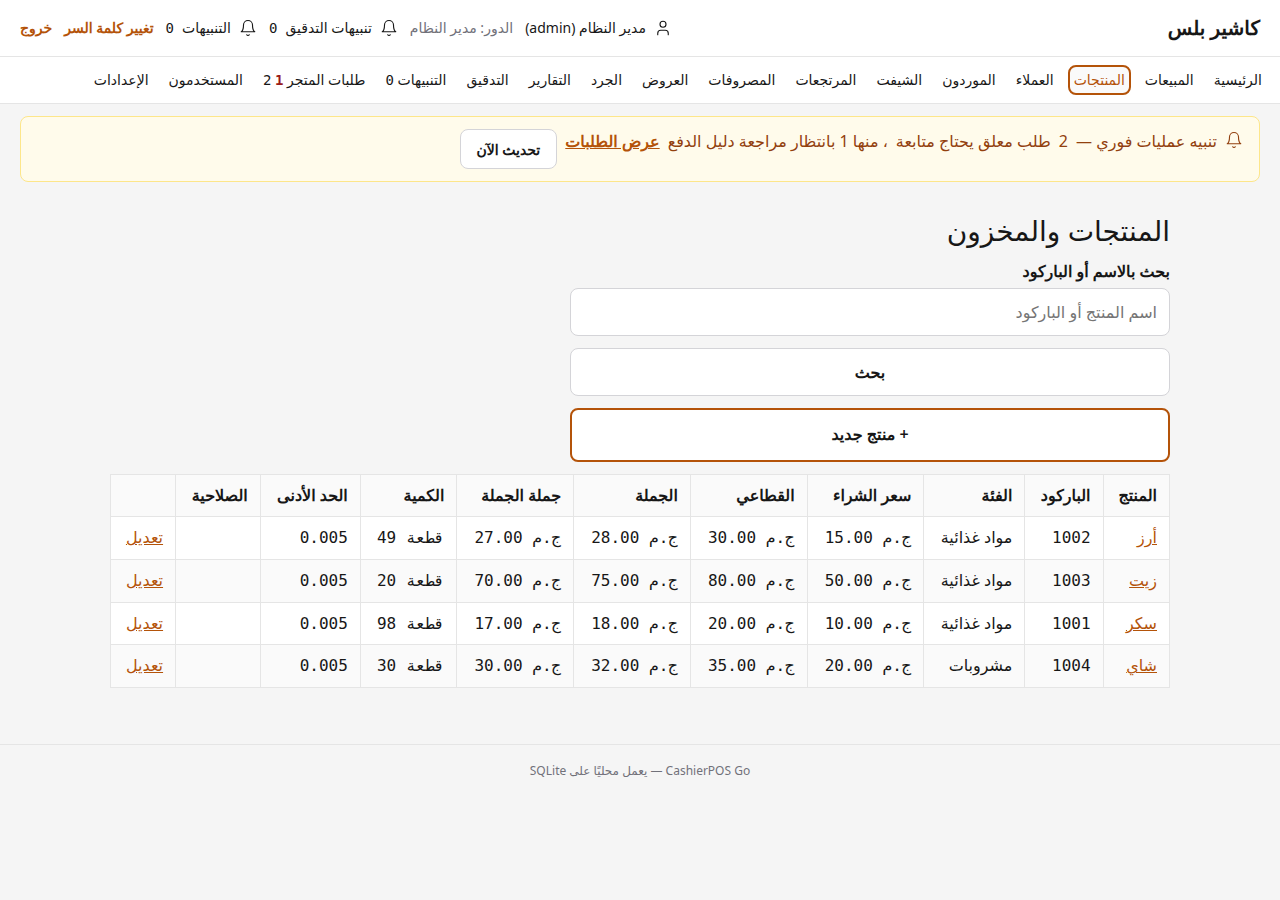 كاشير بلس
مدير النظام (admin) الدور: مدير النظام تنبيهات التدقيق 0 التنبيهات 0 تغيير كلمة السر خروج
الرئيسية المبيعات المنتجات العملاء الموردون الشيفت المرتجعات المصروفات العروض الجرد التقارير التدقيق التنبيهات 0 طلبات المتجر 1 2 المستخدمون الإعدادات
تنبيه عمليات فوري — 2 طلب معلق يحتاج متابعة ، منها 1 بانتظار مراجعة دليل الدفع عرض الطلبات تحديث الآن
المنتجات والمخزون
بحث بالاسم أو الباركود
اسم المنتج أو الباركود
بحث
+ منتج جديد
المنتج الباركود الفئة سعر الشراء القطاعي الجملة جملة الجملة الكمية الحد الأدنى الصلاحية
أرز 1002 مواد غذائية 15.00 ج.م 30.00 ج.م 28.00 ج.م 27.00 ج.م 49 قطعة 0.005 تعديل
زيت 1003 مواد غذائية 50.00 ج.م 80.00 ج.م 75.00 ج.م 70.00 ج.م 20 قطعة 0.005 تعديل
سكر 1001 مواد غذائية 10.00 ج.م 20.00 ج.م 18.00 ج.م 17.00 ج.م 98 قطعة 0.005 تعديل
شاي 1004 مشروبات 20.00 ج.م 35.00 ج.م 32.00 ج.م 30.00 ج.م 30 قطعة 0.005 تعديل
CashierPOS Go — يعمل محليًا على SQLite